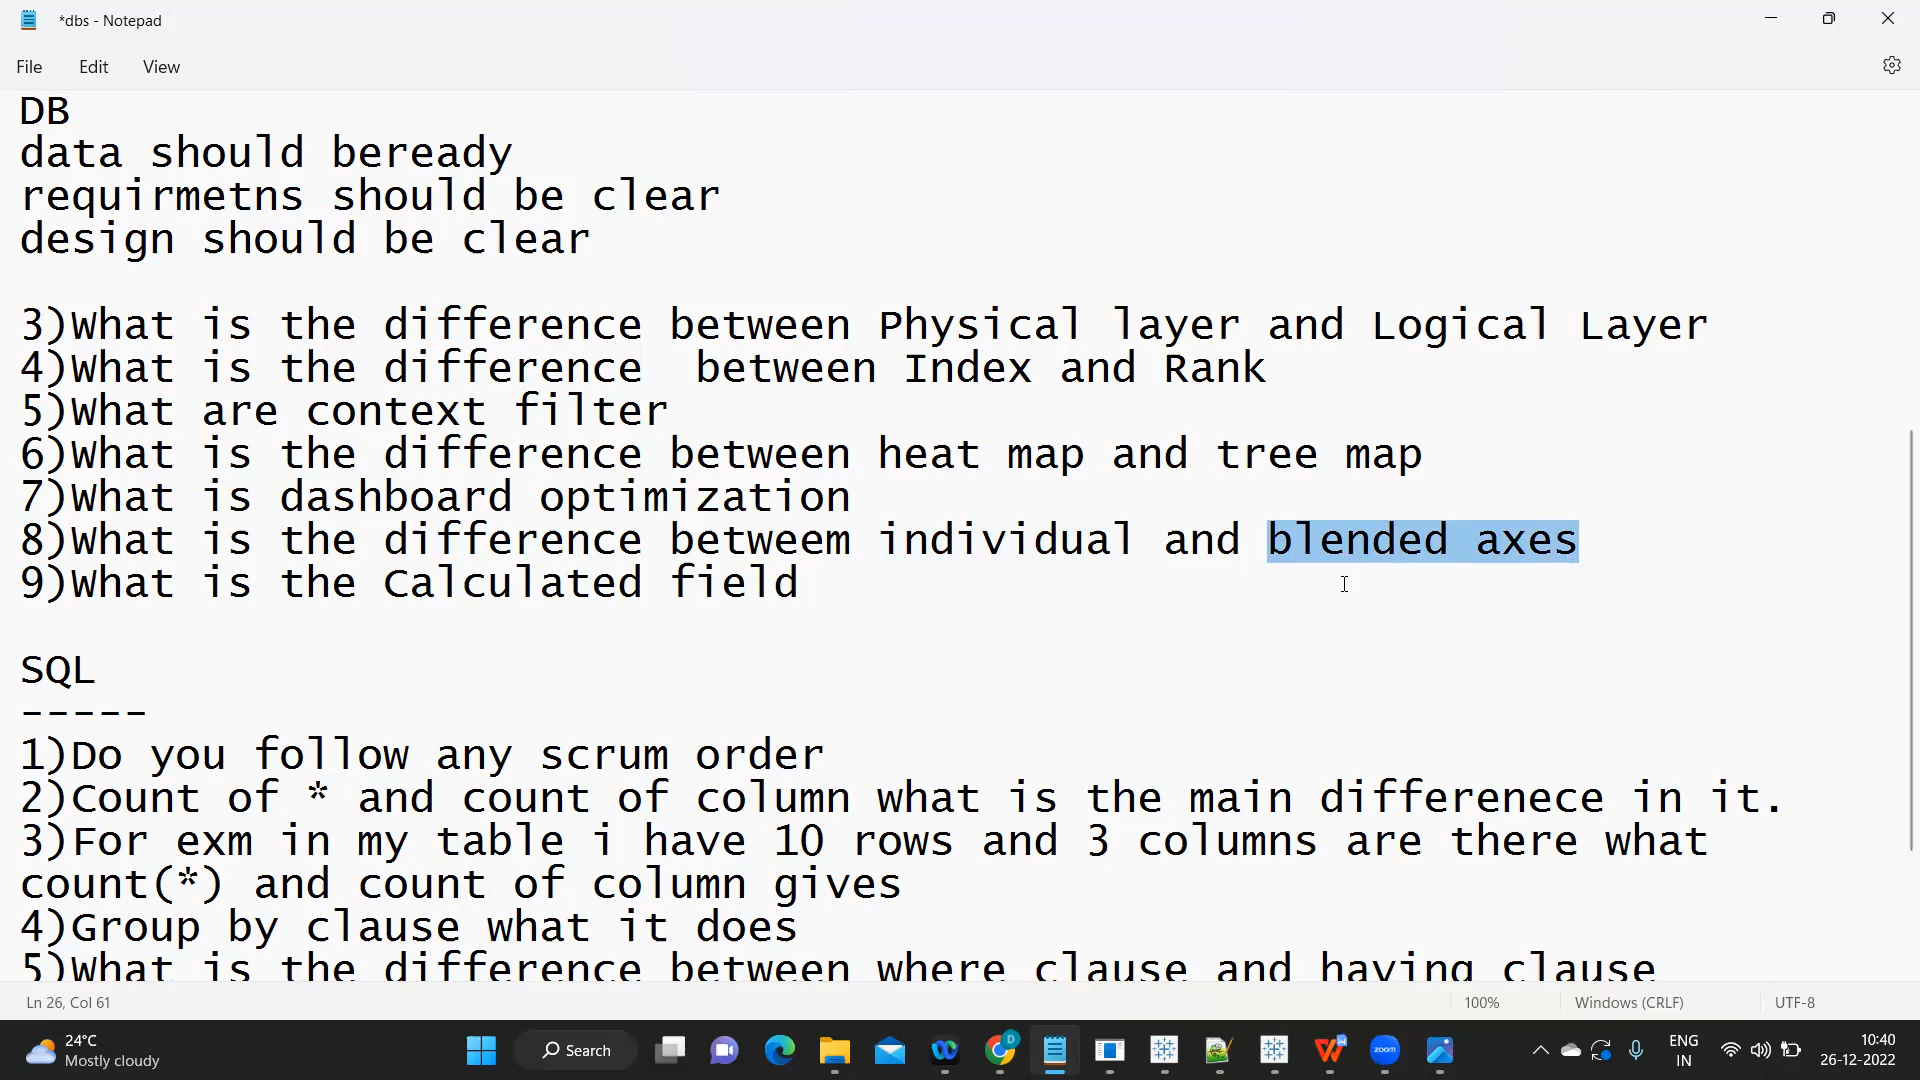 *dbs - Notepad
File Edit View
DB
data should beready
requirmetns should be clear
design should be clear
3)What is the difference between Physical layer and Logical Layer
4)What is the difference  between Index and Rank
5)What are context filter
6)What is the difference between heat map and tree map
7)What is dashboard optimization
8)What is the difference betweem individual and blended axes
9)What is the Calculated field
SQL
-----
1)Do you follow any scrum order
2)Count of * and count of column what is the main differenece in it.
3)For exm in my table i have 10 rows and 3 columns are there what
count(*) and count of column gives
4)Group by clause what it does
5)What is the difference between where clause and having clause
Ln 26, Col 61 100% Windows (CRLF) UTF-8
24°C
Mostly cloudy
Search
D
W
zoom
ENG
IN
10:40
26-12-2022